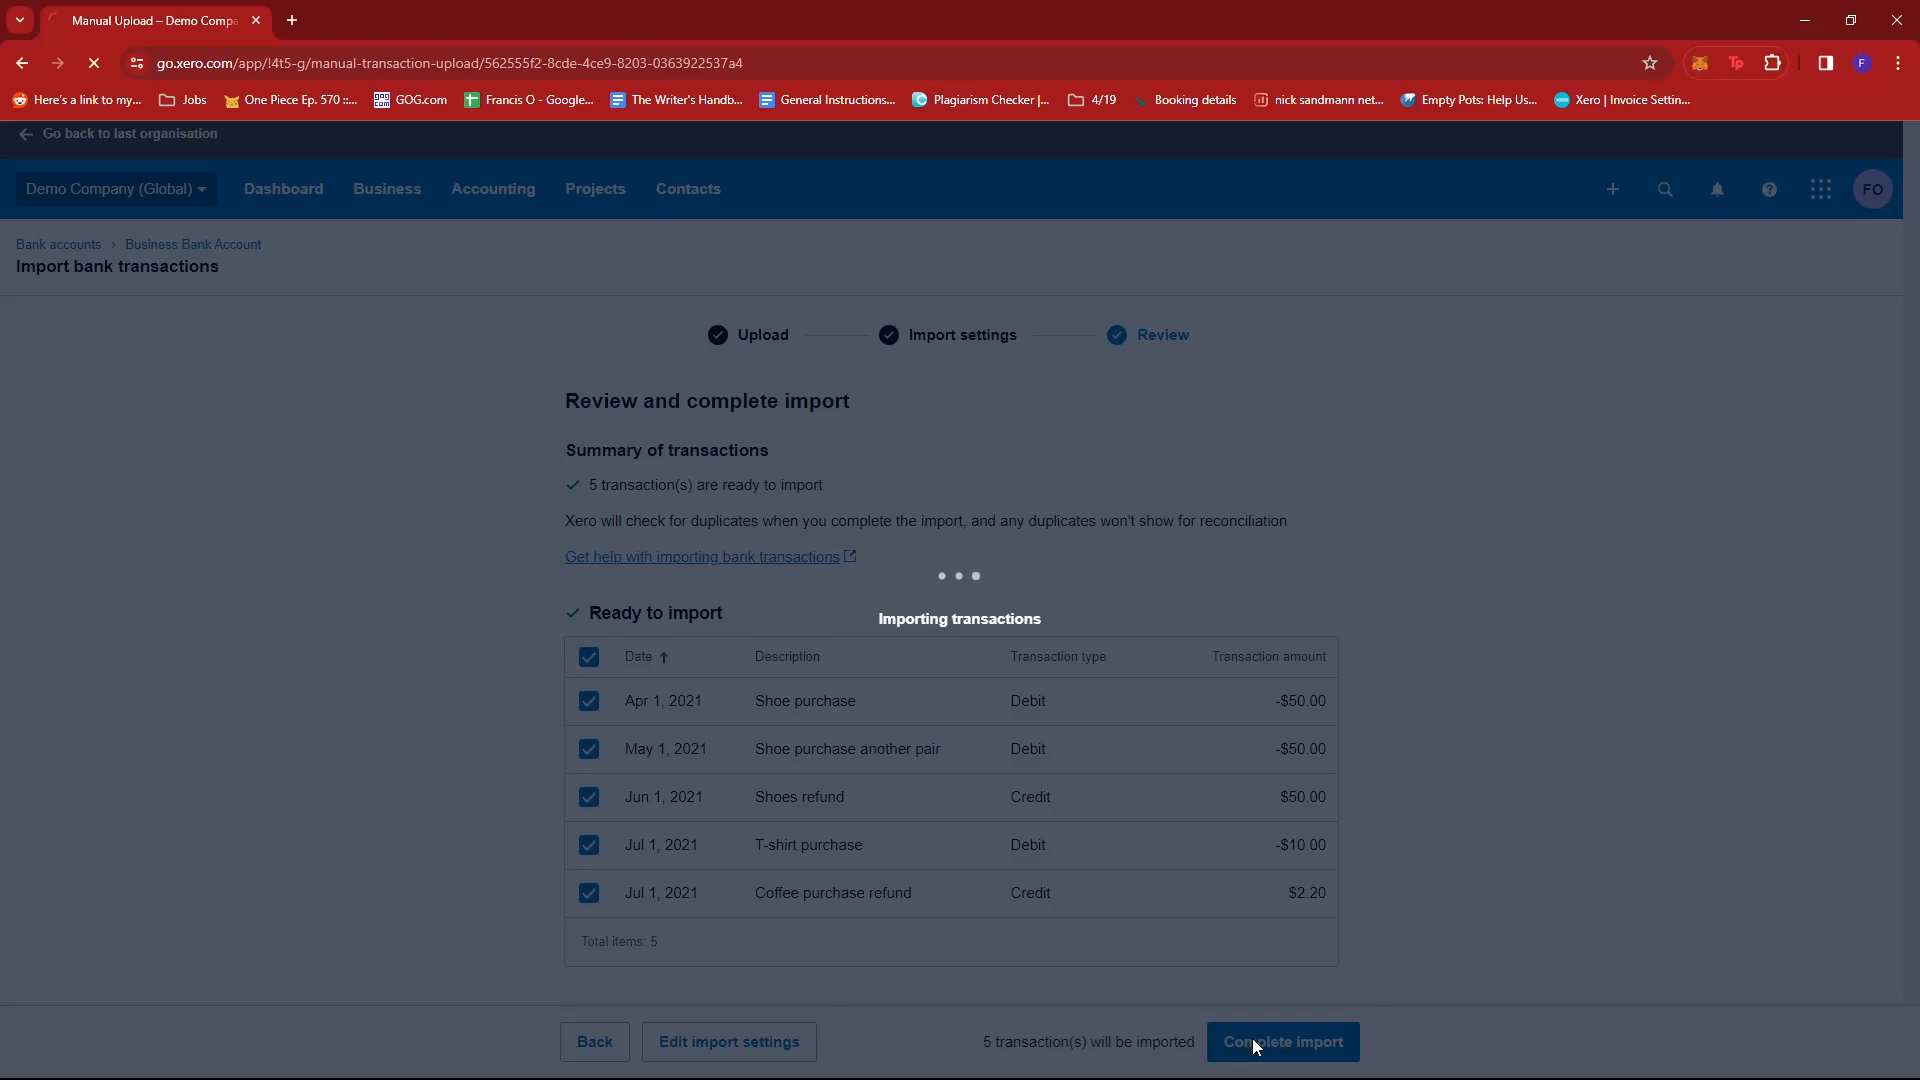 Manual Upload – Demo Compa
go.xero.com/app/!4t5-g/manual-transaction-upload/562555f2-8cde-4ce9-8203-0363922537a4
Tp
F
Here's a link to my...
Jobs
One Piece Ep. 570 ::...
GOG.com
Francis O - Google...
The Writer's Handb...
General Instructions...
Plagiarism Checker |...
4/19
Booking details
nick sandmann net...
Empty Pots: Help Us...
Xero | Invoice Settin...
Go back to last organisation
Demo Company (Global)
Dashboard
Business
Accounting
Projects
Contacts
FO
Bank accounts › Business Bank Account
Import bank transactions
Upload
Import settings
Review
Review and complete import
Summary of transactions
5 transaction(s) are ready to import
Xero will check for duplicates when you complete the import, and any duplicates won't show for reconciliation
Get help with importing bank transactions
Ready to import
Importing transactions
Date Description Transaction type Transaction amount
Apr 1, 2021 Shoe purchase Debit -$50.00
May 1, 2021 Shoe purchase another pair Debit -$50.00
Jun 1, 2021 Shoes refund Credit $50.00
Jul 1, 2021 T-shirt purchase Debit -$10.00
Jul 1, 2021 Coffee purchase refund Credit $2.20
Total items: 5
Back
Edit import settings
5 transaction(s) will be imported
Complete import